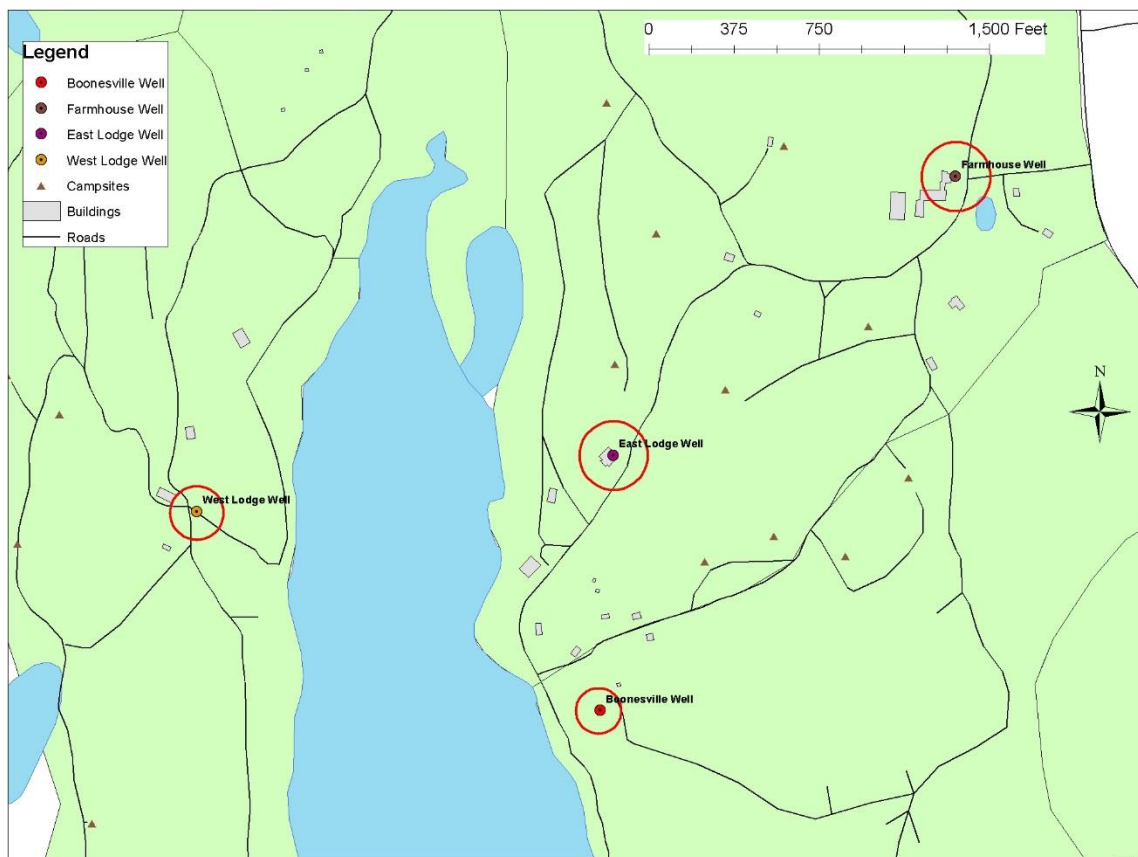 Legend
Boonesville Well
Farmhouse Well
East Lodge Well
West Lodge Well
Campsites
Buildings
Roads
0 375 750 1,500 Feet
Farmhouse Well
N
East Lodge Well
West Lodge Well
Boonesville Well